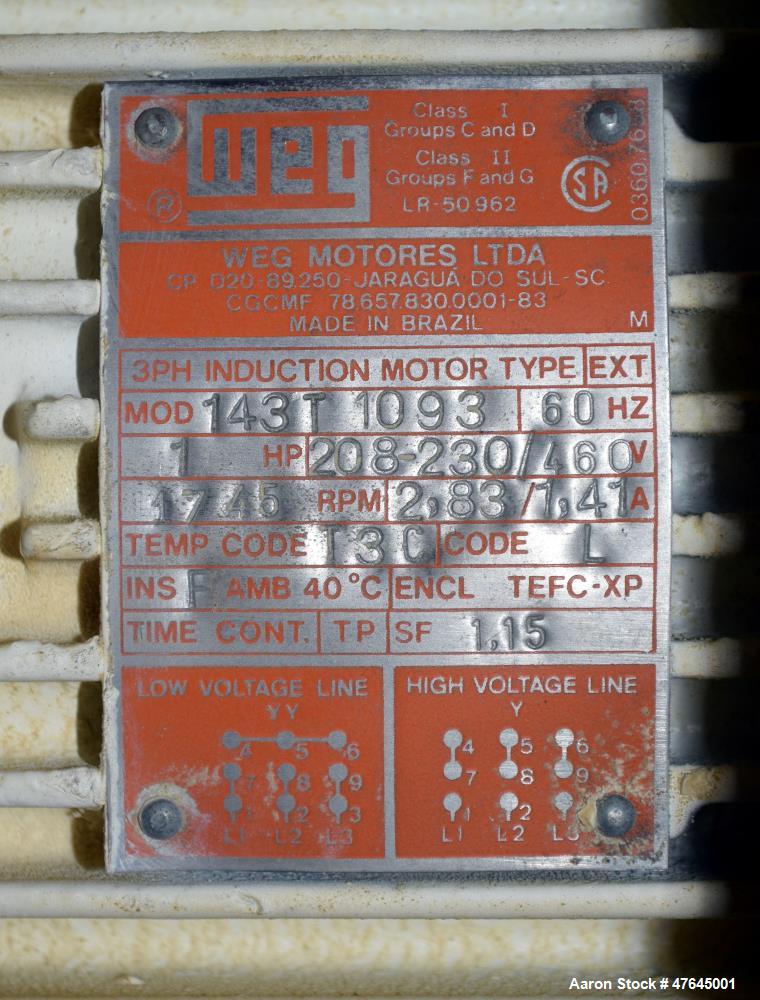 weg
®
Class I
Groups C and D
Class II
Groups F and G
LR-50.962
SA
WEG MOTORES LTDA
CP D20-89.250-JARAGUÁ DO SUL-SC
CGCMF 78.657.830.0001-83
MADE IN BRAZIL M
3PH INDUCTION MOTOR TYPE EXT
MOD 143T 1093 60 HZ
1 HP 208-230/460 V
1745 RPM 2,83/1,41 A
TEMP CODE T3C CODE L
INS F AMB 40°C ENCL TEFC-XP
TIME CONT. TP SF 1,15
LOW VOLTAGE LINE
YY
4 5 6
7 8 9
1 2 3
L1 L2 L3
HIGH VOLTAGE LINE
Y
4 5 6
7 8 9
1 2
L1 L2 L3
Aaron Stock # 47645001